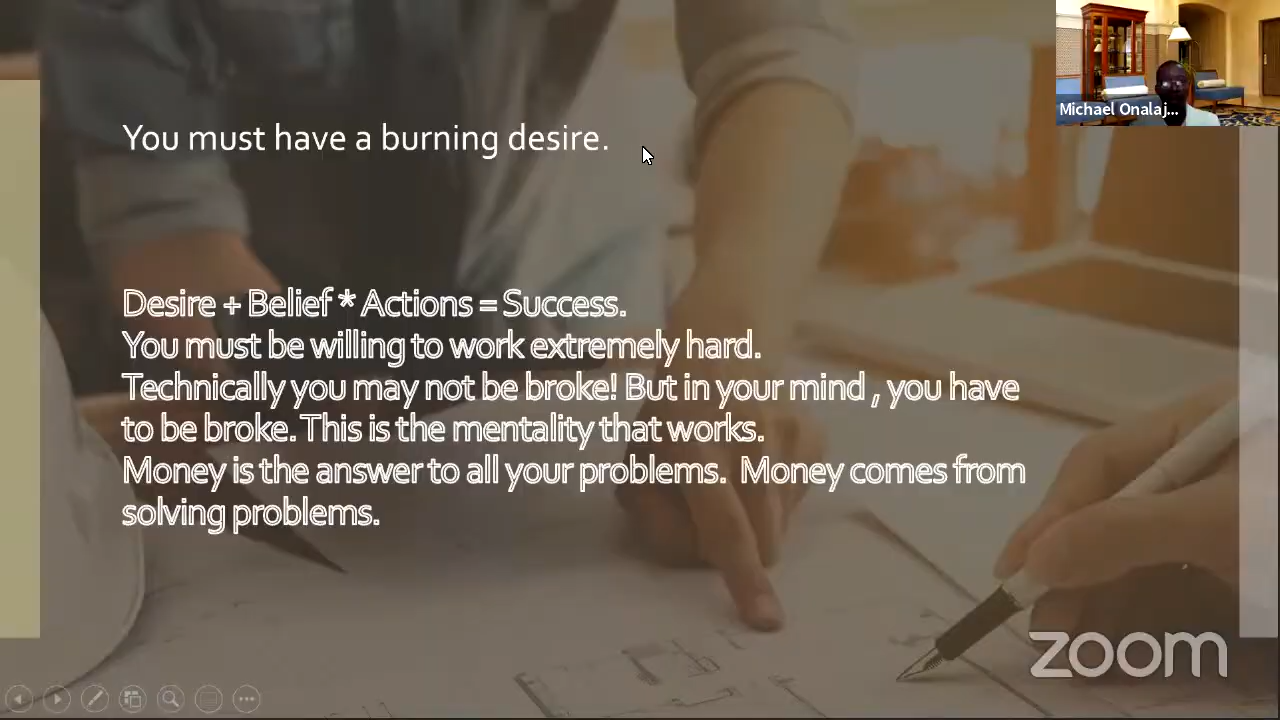 Michael Onalaj...
You must have a burning desire.
Desire + Belief * Actions = Success.
You must be willing to work extremely hard.
Technically you may not be broke! But in your mind , you have
to be broke. This is the mentality that works.
Money is the answer to all your problems.  Money comes from
solving problems.
zoom